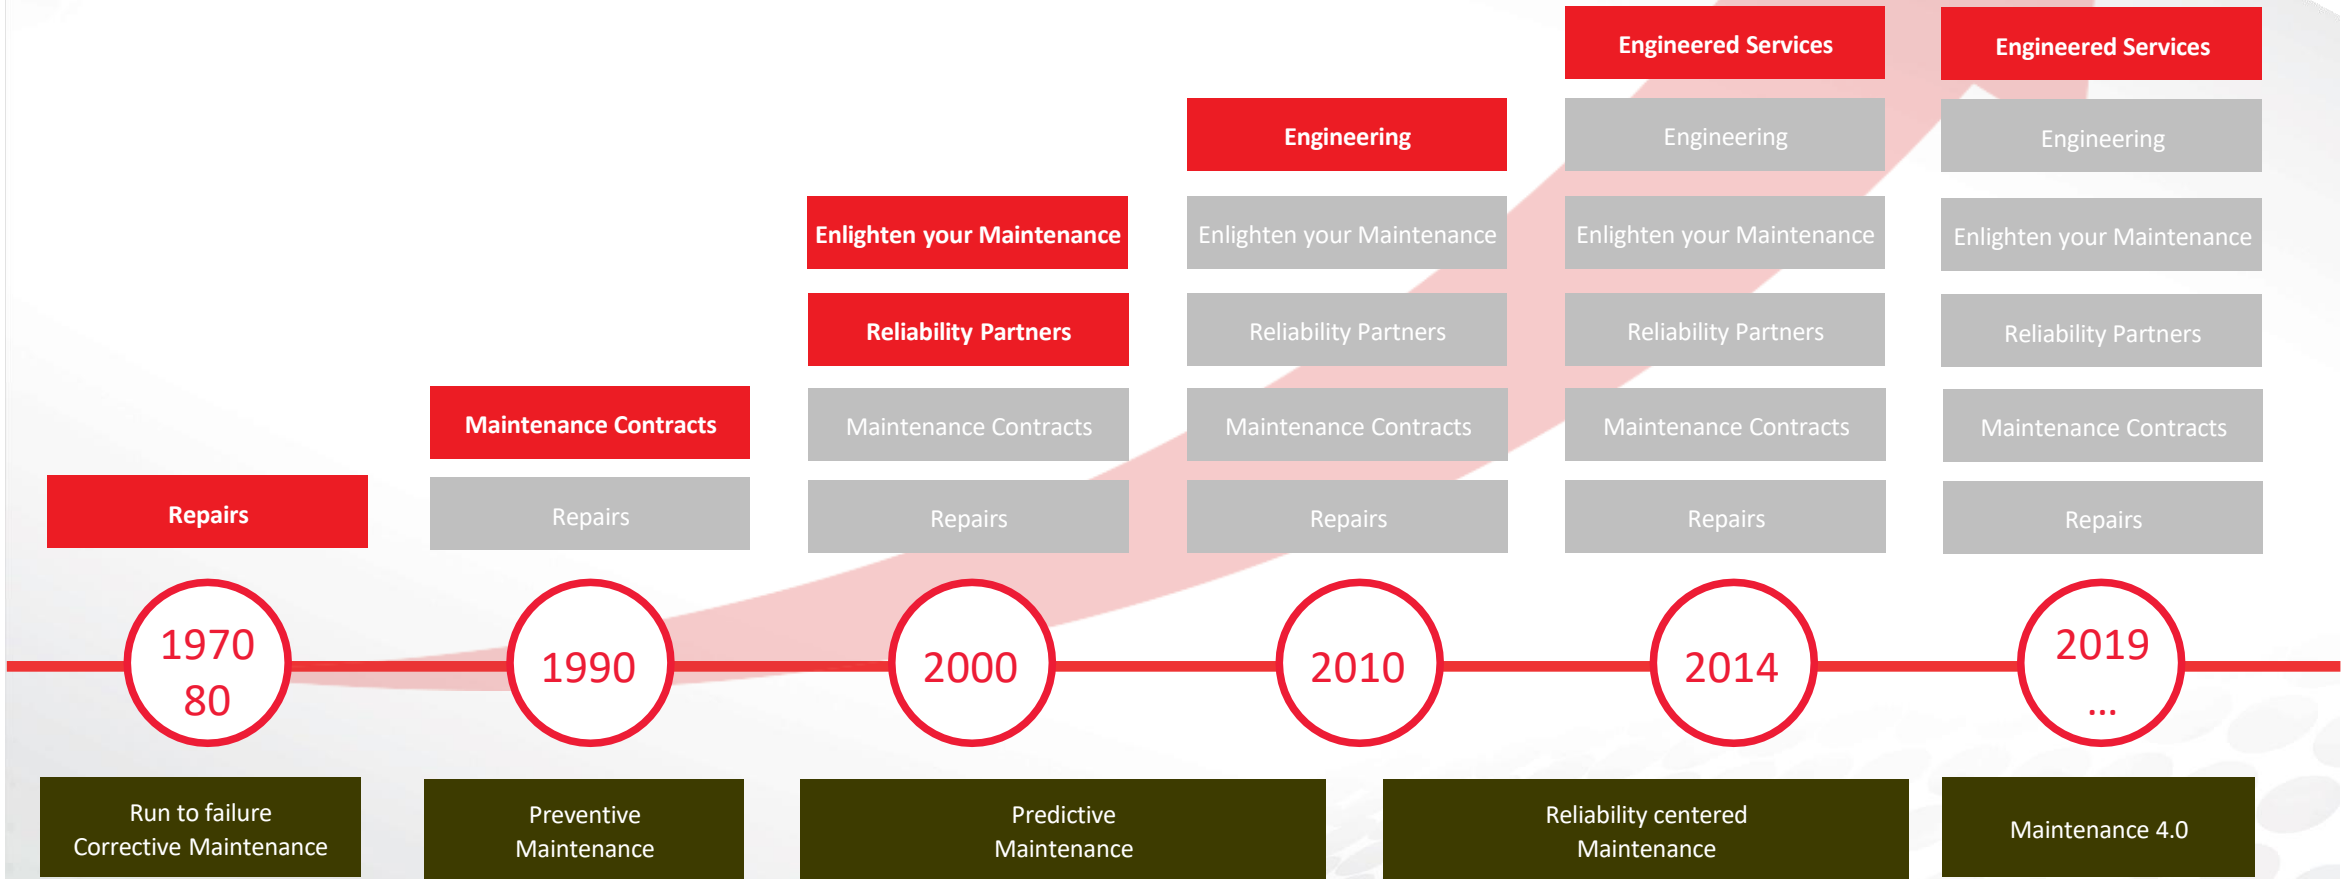 Engineered Services
Engineered Services
Engineering
Engineering
Engineering
Enlighten your Maintenance
Enlighten your Maintenance
Enlighten your Maintenance
Enlighten your Maintenance
Reliability Partners
Reliability Partners
Reliability Partners
Reliability Partners
Maintenance Contracts
Maintenance Contracts
Maintenance Contracts
Maintenance Contracts
Maintenance Contracts
Repairs
Repairs
Repairs
Repairs
Repairs
Repairs
1970
80
1990
2000
2010
2014
2019
...
Run to failure
Corrective Maintenance
Preventive
Maintenance
Predictive
Maintenance
Reliability centered
Maintenance
Maintenance 4.0